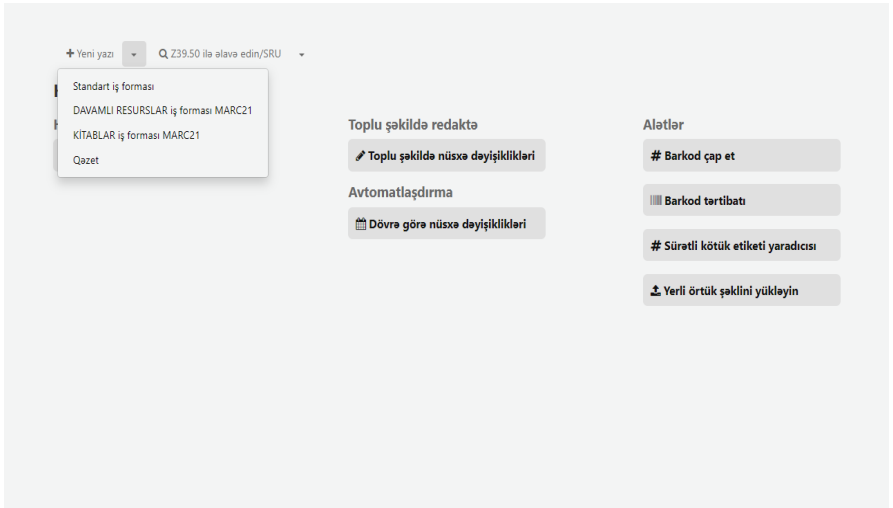 Yeni yazı
Z39.50 ilə əlavə edin/SRU
Standart iş forması
DAVAMLI RESURSLAR iş forması MARC21
KİTABLAR iş forması MARC21
Qəzet
Toplu şəkildə redaktə
Toplu şəkildə nüsxə dəyişiklikləri
Avtomatlaşdırma
Dövrə görə nüsxə dəyişiklikləri
Alətlər
# Barkod çap et
Barkod tərtibatı
# Sürətli kötük etiketi yaradıcısı
Yerli örtük şəklini yükləyin